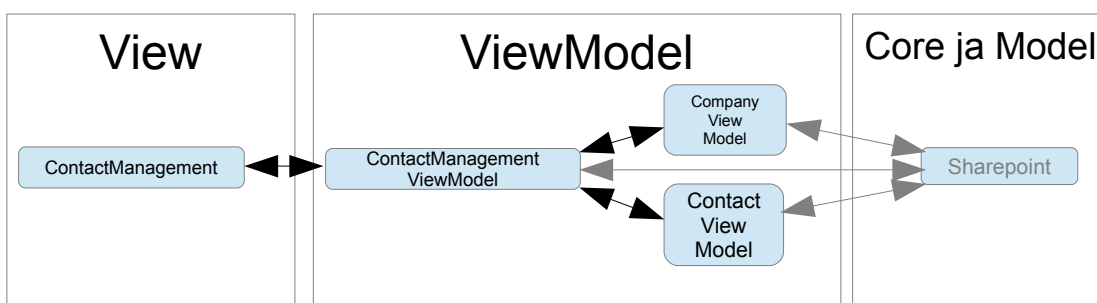 View
ViewModel
Core ja Model
ContactManagement
ContactManagement
ViewModel
Company
View
Model
Contact
View
Model
Sharepoint